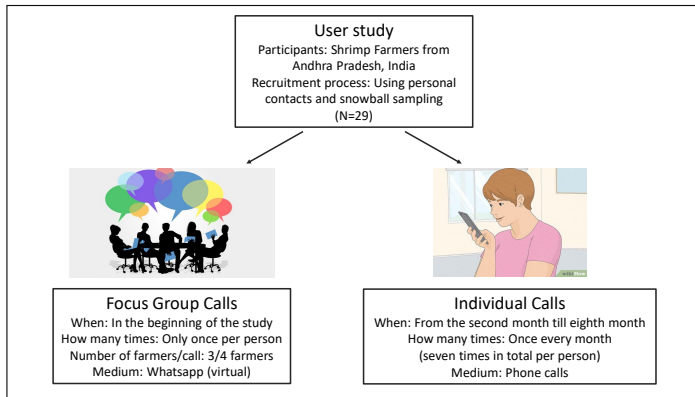 User study
Participants: Shrimp Farmers from
Andhra Pradesh, India
Recruitment process: Using personal
contacts and snowball sampling
(N=29)
wikiHow
Focus Group Calls
When: In the beginning of the study
How many times: Only once per person
Number of farmers/call: 3/4 farmers
Medium: Whatsapp (virtual)
Individual Calls
When: From the second month till eighth month
How many times: Once every month
(seven times in total per person)
Medium: Phone calls